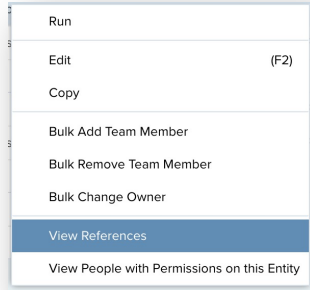 Run
Edit (F2)
Copy
Bulk Add Team Member
Bulk Remove Team Member
Bulk Change Owner
View References
View People with Permissions on this Entity